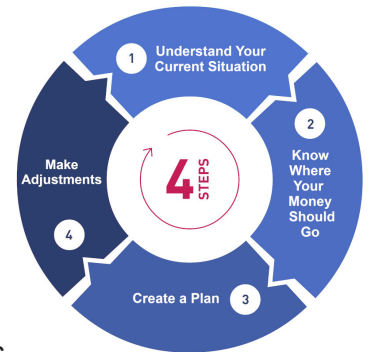 1
Understand Your
Current Situation
2
Know
Where
Your
Money
Should
Go
3
Create a Plan
4
Make
Adjustments
4
STEPS